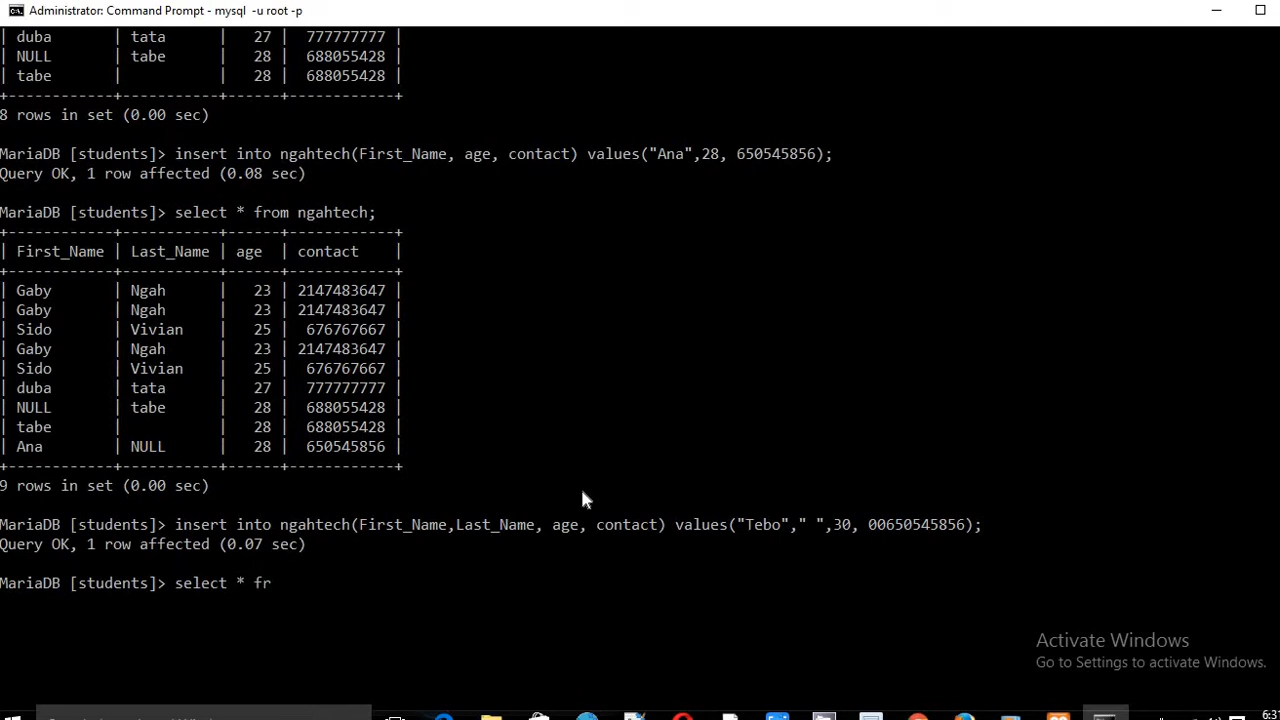 Administrator: Command Prompt - mysql -u root -p
| duba | tata | 27 | 777777777 |
| NULL | tabe | 28 | 688055428 |
| tabe | | 28 | 688055428 |
+-----------+-----------+------+------------+
8 rows in set (0.00 sec)
MariaDB [students]> insert into ngahtech(First_Name, age, contact) values("Ana",28, 650545856);
Query OK, 1 row affected (0.08 sec)
MariaDB [students]> select * from ngahtech;
+------------+-----------+------+------------+
| First_Name | Last_Name | age | contact |
+------------+-----------+------+------------+
| Gaby | Ngah | 23 | 2147483647 |
| Gaby | Ngah | 23 | 2147483647 |
| Sido | Vivian | 25 | 676767667 |
| Gaby | Ngah | 23 | 2147483647 |
| Sido | Vivian | 25 | 676767667 |
| duba | tata | 27 | 777777777 |
| NULL | tabe | 28 | 688055428 |
| tabe | | 28 | 688055428 |
| Ana | NULL | 28 | 650545856 |
+------------+-----------+------+------------+
9 rows in set (0.00 sec)
MariaDB [students]> insert into ngahtech(First_Name,Last_Name, age, contact) values("Tebo"," ",30, 00650545856);
Query OK, 1 row affected (0.07 sec)
MariaDB [students]> select * fr
Activate Windows
Go to Settings to activate Windows.